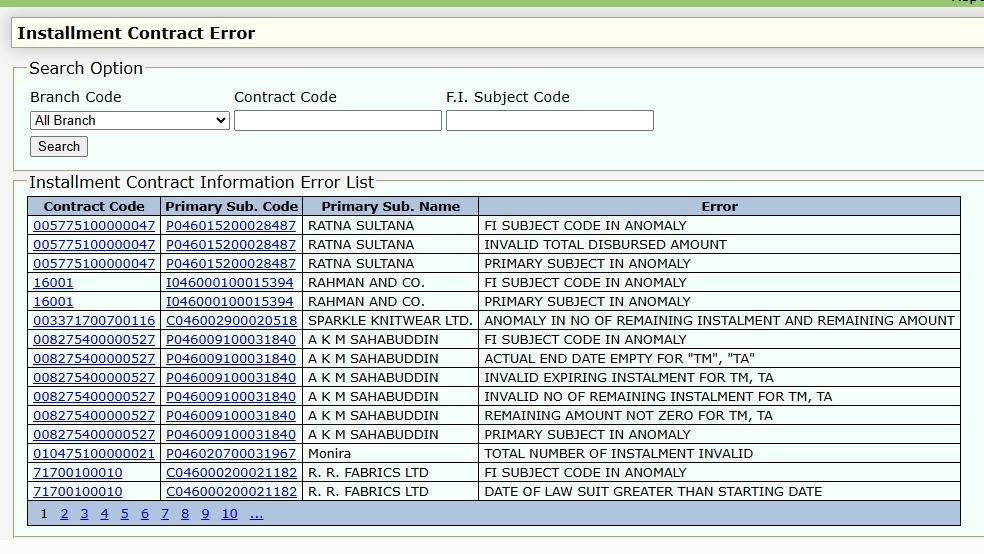 Installment Contract Error
Search Option
Branch Code Contract Code F.I. Subject Code
All Branch
Search
Installment Contract Information Error List
Contract Code Primary Sub. Code Primary Sub. Name Error
005775100000047 P046015200028487 RATNA SULTANA FI SUBJECT CODE IN ANOMALY
005775100000047 P046015200028487 RATNA SULTANA INVALID TOTAL DISBURSED AMOUNT
005775100000047 P046015200028487 RATNA SULTANA PRIMARY SUBJECT IN ANOMALY
16001 I046000100015394 RAHMAN AND CO. FI SUBJECT CODE IN ANOMALY
16001 I046000100015394 RAHMAN AND CO. PRIMARY SUBJECT IN ANOMALY
003371700700116 C046002900020518 SPARKLE KNITWEAR LTD. ANOMALY IN NO OF REMAINING INSTALMENT AND REMAINING AMOUNT
008275400000527 P046009100031840 A K M SAHABUDDIN FI SUBJECT CODE IN ANOMALY
008275400000527 P046009100031840 A K M SAHABUDDIN ACTUAL END DATE EMPTY FOR "TM", "TA"
008275400000527 P046009100031840 A K M SAHABUDDIN INVALID EXPIRING INSTALMENT FOR TM, TA
008275400000527 P046009100031840 A K M SAHABUDDIN INVALID NO OF REMAINING INSTALMENT FOR TM, TA
008275400000527 P046009100031840 A K M SAHABUDDIN REMAINING AMOUNT NOT ZERO FOR TM, TA
008275400000527 P046009100031840 A K M SAHABUDDIN PRIMARY SUBJECT IN ANOMALY
010475100000021 P046020700031967 Monira TOTAL NUMBER OF INSTALMENT INVALID
71700100010 C046000200021182 R. R. FABRICS LTD FI SUBJECT CODE IN ANOMALY
71700100010 C046000200021182 R. R. FABRICS LTD DATE OF LAW SUIT GREATER THAN STARTING DATE
1 2 3 4 5 6 7 8 9 10 ...